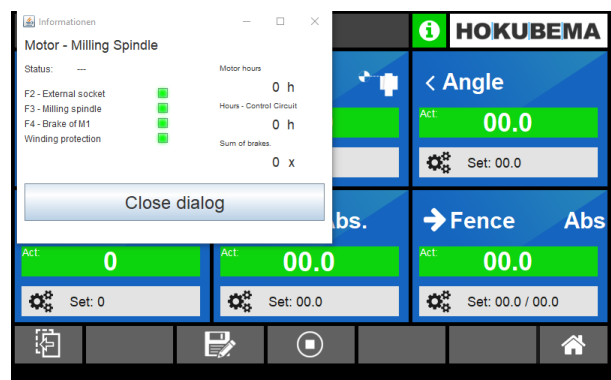 Informationen
Motor - Milling Spindle
Status: ---
Motor hours
0 h
F2 - External socket
F3 - Milling spindle
F4 - Brake of M1
Winding protection
Hours - Control Circuit
0 h
Sum of brakes.
0 x
Close dialog
i HOKUBEMA
< Angle
Act: 00.0
Set: 00.0
Abs.
Fence Abs
Act: 0
Set: 0
Act: 00.0
Set: 00.0
Act: 00.0
Set: 00.0 / 00.0